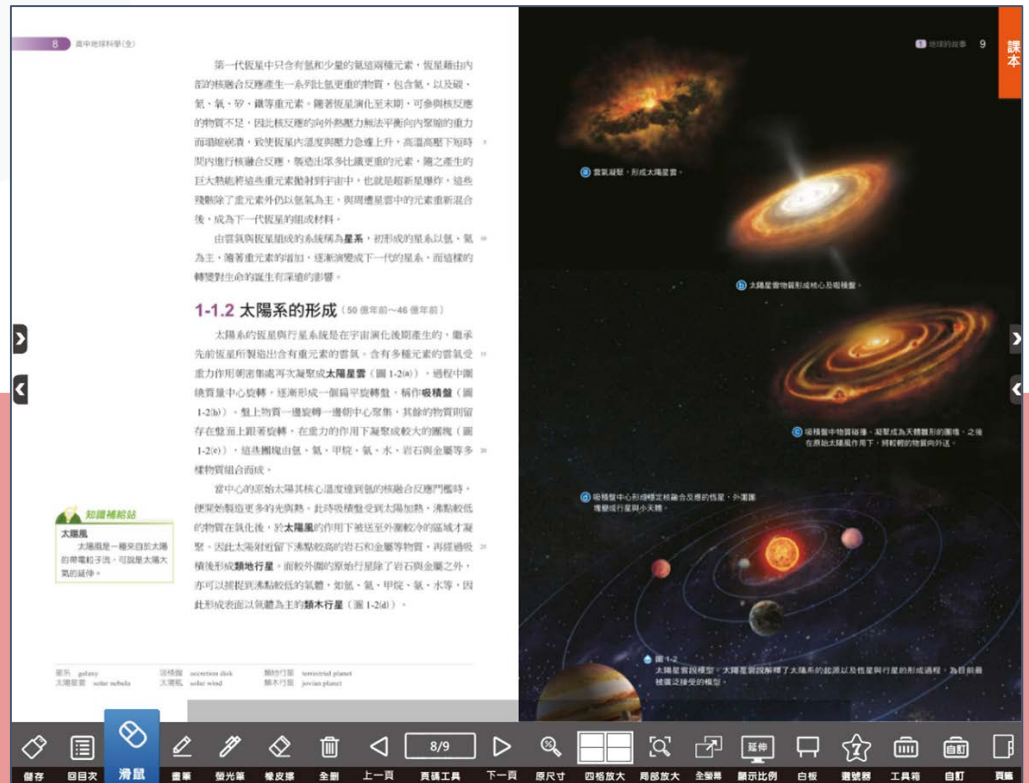 8 高中地球科學(全)
第一代恆星中只含有氫和少量的氦這兩種元素，恆星藉由內
部的核融合反應產生一系列比氫更重的物質，包含氦，以及碳、
氮、氧、矽、鐵等重元素。隨著恆星演化至末期，可參與核反應
的物質不足，因此核反應的向外熱壓力無法平衡向內聚縮的重力
而塌縮崩潰，致使恆星內溫度與壓力急遽上升，高溫高壓下短時 5
間內進行核融合反應，製造出眾多比鐵更重的元素，隨之產生的
巨大熱能將這些重元素拋射到宇宙中，也就是超新星爆炸，這些
殘骸除了重元素外仍以氫氣為主，與周遭星雲中的元素重新混合
後，成為下一代恆星的組成材料。
由雲氣與恆星組成的系統稱為星系，初形成的星系以氫、氦 10
為主，隨著重元素的增加，逐漸演變成下一代的星系，而這樣的
轉變對生命的誕生有深遠的影響。
1-1.2 太陽系的形成（50 億年前～46 億年前）
太陽系的恆星與行星系統是在宇宙演化後期產生的，繼承
先前恆星所製造出含有重元素的雲氣。含有多種元素的雲氣受 15
重力作用朝密集處再次凝聚成太陽星雲（圖 1-2(a)），過程中圍
繞質量中心旋轉，逐漸形成一個扁平旋轉盤，稱作吸積盤（圖
1-2(b)）。盤上物質一邊旋轉一邊朝中心聚集，其餘的物質則留
存在盤面上跟著旋轉，在重力的作用下凝聚成較大的團塊（圖
1-2(c)），這些團塊由氫、氦、甲烷、氨、水、岩石與金屬等多 20
樣物質組合而成。
當中心的原始太陽其核心溫度達到氫的核融合反應門檻時，
便開始製造更多的光與熱。此時吸積盤受到太陽加熱，沸點較低
的物質在氣化後，於太陽風的作用下被送至外圍較冷的區域才凝
聚。因此太陽附近留下沸點較高的岩石和金屬等物質，再經過吸 25
積後形成類地行星。而較外圍的原始行星除了岩石與金屬之外，
亦可以捕捉到沸點較低的氣體，如氫、氦、甲烷、氨、水等，因
此形成表面以氣體為主的類木行星（圖 1-2(d)）。
知識補給站
太陽風
太陽風是一種來自於太陽
的帶電粒子流，可說是太陽大
氣的延伸。
星系 galaxy 吸積盤 accretion disk 類地行星 terrestrial planet
太陽星雲 solar nebula 太陽風 solar wind 類木行星 jovian planet
1 地球的故事 9
課本
a 雲氣凝聚，形成太陽星雲。
b 太陽星雲物質形成核心及吸積盤。
c 吸積盤中物質碰撞、凝聚成為天體雛形的團塊，之後
在原始太陽風作用下，將較輕的物質向外送。
d 吸積盤中心形成穩定核融合反應的恆星，外圍團
塊變成行星與小天體。
圖 1-2
太陽星雲說模型。太陽星雲說解釋了太陽系的起源以及恆星與行星的形成過程，為目前最
被廣泛接受的模型。
8/9 延伸 自訂
儲存 回目次 滑鼠 畫筆 螢光筆 橡皮擦 全刪 上一頁 頁碼工具 下一頁 原尺寸 四格放大 局部放大 全螢幕 顯示比例 白板 選號器 工具箱 自訂 頁籤